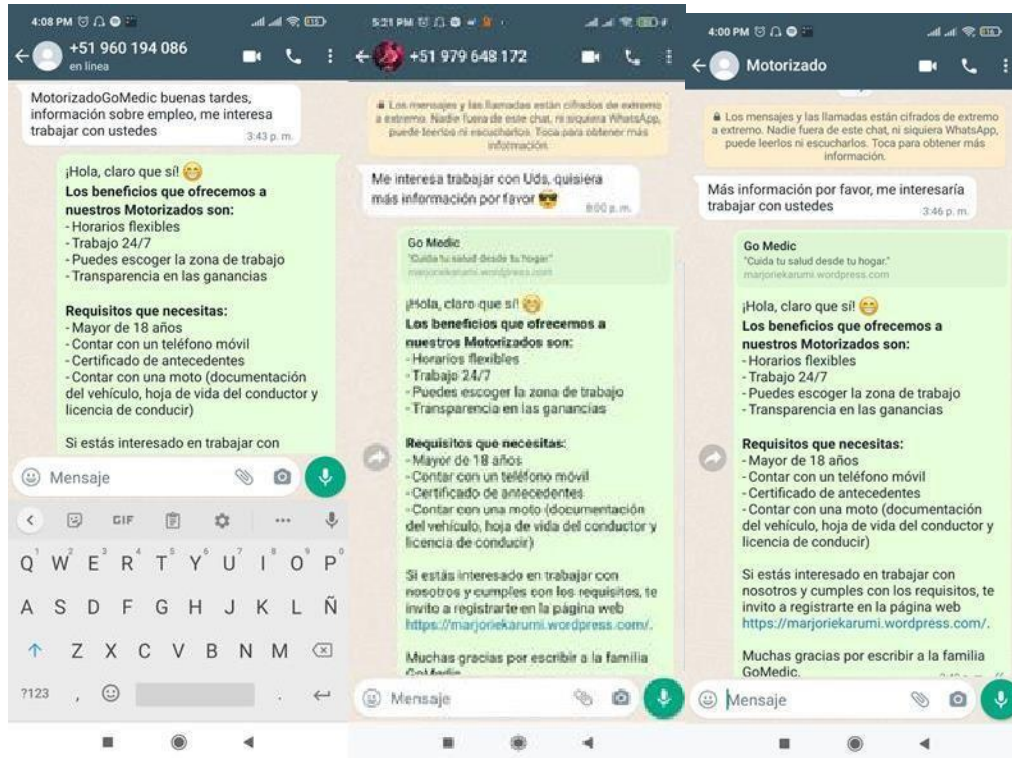 4:08 PM
+51 960 194 086
en línea
MotorizadoGoMedic buenas tardes,
información sobre empleo, me interesa
trabajar con ustedes
3:43 p. m.
¡Hola, claro que sí! 😁
Los beneficios que ofrecemos a
nuestros Motorizados son:
- Horarios flexibles
- Trabajo 24/7
- Puedes escoger la zona de trabajo
- Transparencia en las ganancias
Requisitos que necesitas:
- Mayor de 18 años
- Contar con un teléfono móvil
- Certificado de antecedentes
- Contar con una moto (documentación
del vehículo, hoja de vida del conductor y
licencia de conducir)
Si estás interesado en trabajar con
Mensaje
GIF
Q W E R T Y U I O P
1 2 3 4 5 6 7 8 9 0
A S D F G H J K L Ñ
Z X C V B N M
?123 , .
5:21 PM
+51 979 648 172
Los mensajes y las llamadas están cifrados de extremo
a extremo. Nadie fuera de este chat, ni siquiera WhatsApp,
puede leerlos ni escucharlos. Toca para obtener más
información.
Me interesa trabajar con Uds, quisiera
más información por favor 😎
8:00 p. m.
Go Medic
"Cuida tu salud desde tu hogar."
marjoriekarumi.wordpress.com
¡Hola, claro que sí! 😁
Los beneficios que ofrecemos a
nuestros Motorizados son:
- Horarios flexibles
- Trabajo 24/7
- Puedes escoger la zona de trabajo
- Transparencia en las ganancias
Requisitos que necesitas:
- Mayor de 18 años
- Contar con un teléfono móvil
- Certificado de antecedentes
- Contar con una moto (documentación
del vehículo, hoja de vida del conductor y
licencia de conducir)
Si estás interesado en trabajar con
nosotros y cumples con los requisitos, te
invito a registrarte en la página web
https://marjoriekarumi.wordpress.com/.
Muchas gracias por escribir a la familia
GoMedic
Mensaje
4:00 PM
Motorizado
Los mensajes y las llamadas están cifrados de extremo
a extremo. Nadie fuera de este chat, ni siquiera WhatsApp,
puede leerlos ni escucharlos. Toca para obtener más
información.
Más información por favor, me interesaría
trabajar con ustedes
3:46 p. m.
Go Medic
"Cuida tu salud desde tu hogar."
marjoriekarumi.wordpress.com
¡Hola, claro que sí! 😁
Los beneficios que ofrecemos a
nuestros Motorizados son:
- Horarios flexibles
- Trabajo 24/7
- Puedes escoger la zona de trabajo
- Transparencia en las ganancias
Requisitos que necesitas:
- Mayor de 18 años
- Contar con un teléfono móvil
- Certificado de antecedentes
- Contar con una moto (documentación
del vehículo, hoja de vida del conductor y
licencia de conducir)
Si estás interesado en trabajar con
nosotros y cumples con los requisitos, te
invito a registrarte en la página web
https://marjoriekarumi.wordpress.com/.
Muchas gracias por escribir a la familia
GoMedic.
Mensaje